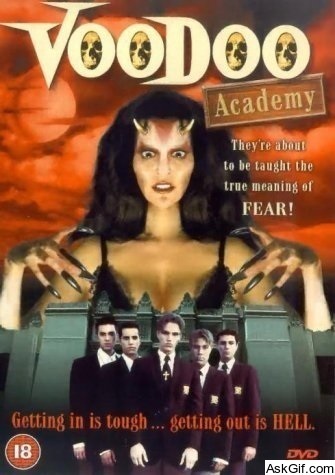 VOODOO
Academy
They're about
to be taught the
true meaning of
FEAR!
Getting in is tough ... getting out is HELL.
18
DVD
AskGif.com